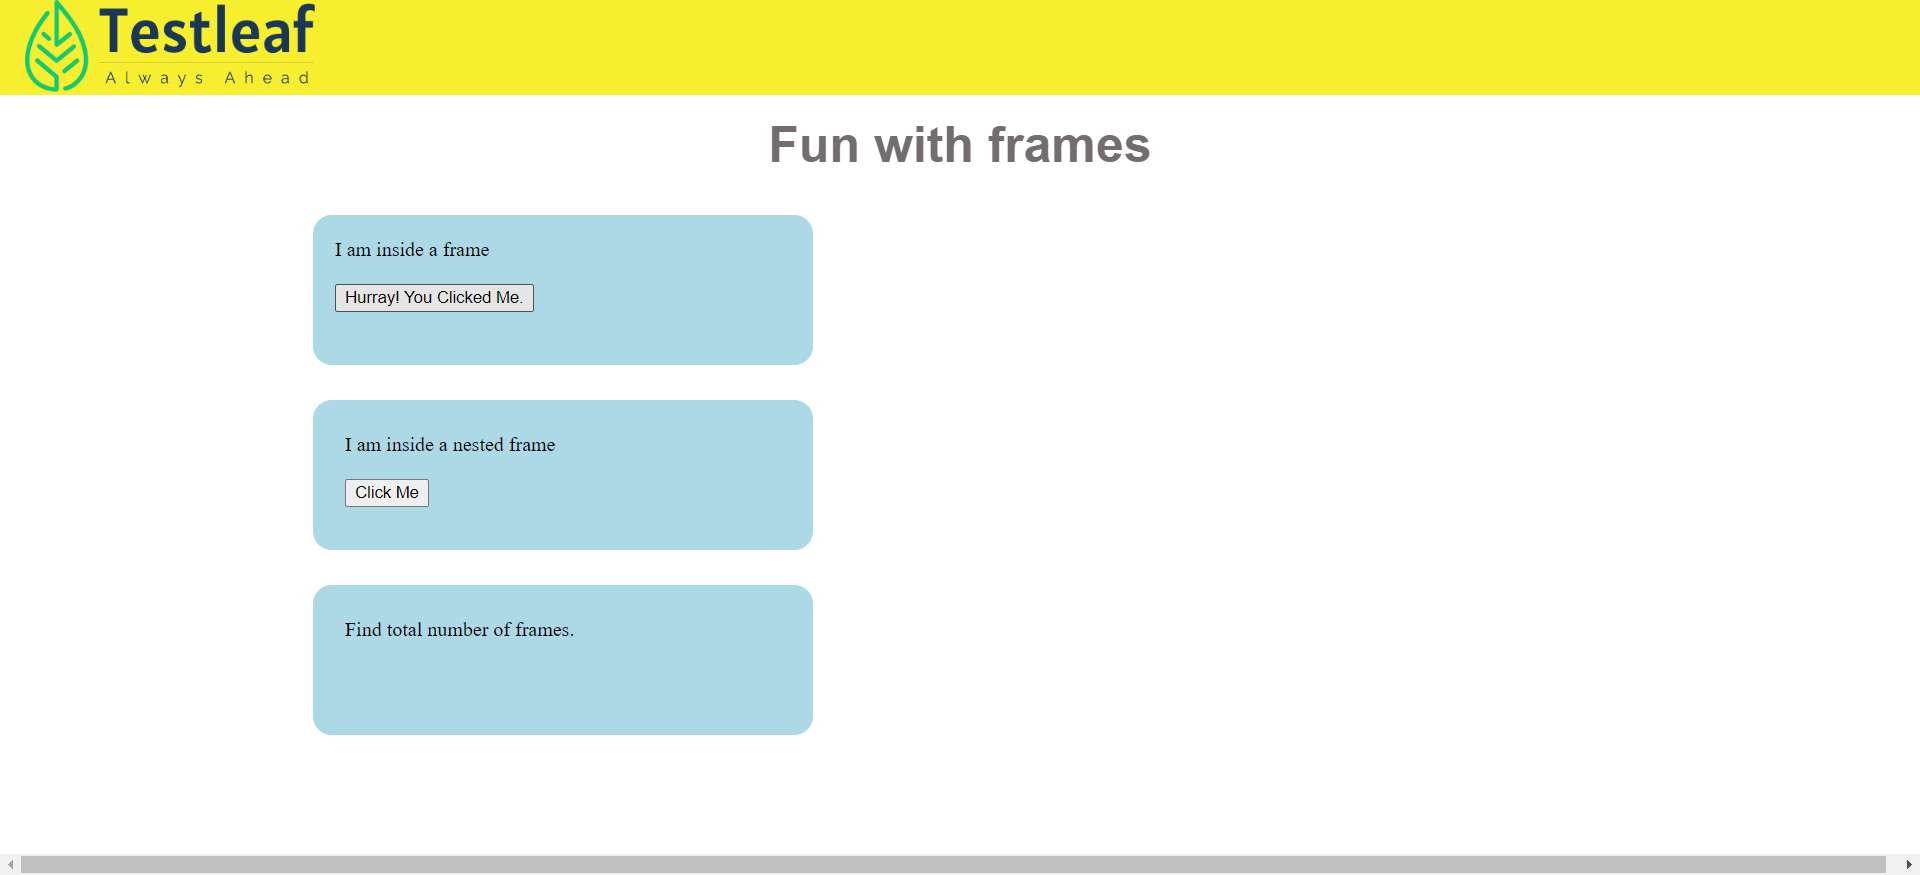 Testleaf
Always Ahead
Fun with frames
I am inside a frame
Hurray! You Clicked Me.
I am inside a nested frame
Click Me
Find total number of frames.